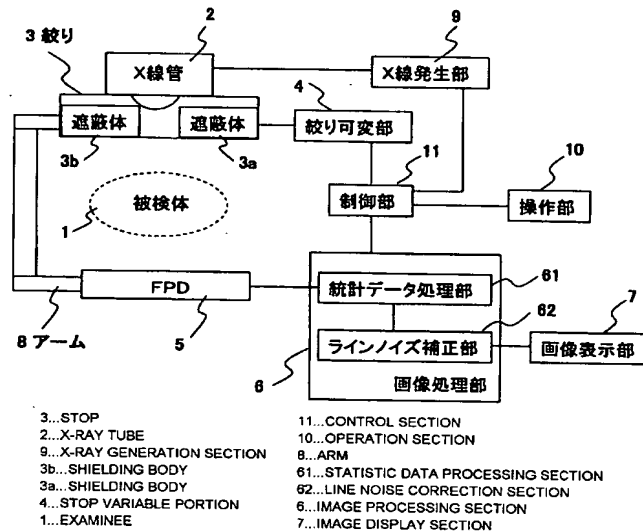 2
9
3 絞り
X線管
X線発生部
4
遮蔽体
遮蔽体
絞り可変部
3b
3a
11
10
被検体
制御部
操作部
1
61
FPD
統計データ処理部
62
7
8 アーム
5
ラインノイズ補正部
画像表示部
6
画像処理部
3...STOP
2...X-RAY TUBE
9...X-RAY GENERATION SECTION
3b...SHIELDING BODY
3a...SHIELDING BODY
4...STOP VARIABLE PORTION
1...EXAMINEE
11...CONTROL SECTION
10...OPERATION SECTION
8...ARM
61...STATISTIC DATA PROCESSING SECTION
62...LINE NOISE CORRECTION SECTION
6...IMAGE PROCESSING SECTION
7...IMAGE DISPLAY SECTION